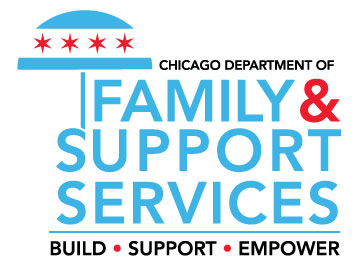 CHICAGO DEPARTMENT OF
FAMILY &
SUPPORT
SERVICES
BUILD • SUPPORT • EMPOWER